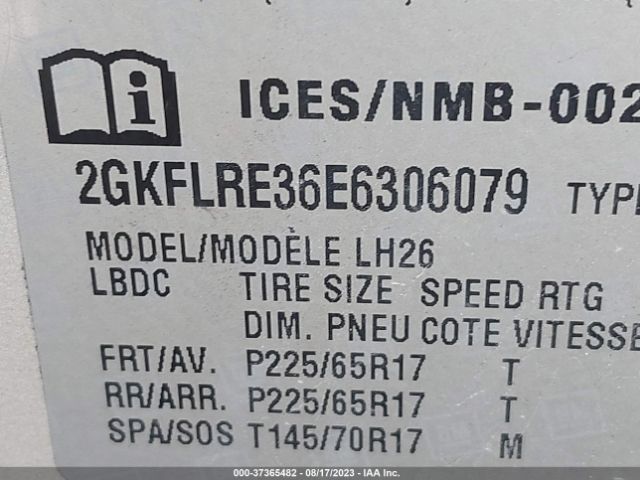 i ICES/NMB-002
2GKFLRE36E6306079 TYP
MODEL/MODÈLE LH26
LBDC TIRE SIZE SPEED RTG
DIM. PNEU COTE VITESSE
FRT/AV. P225/65R17 T
RR/ARR. P225/65R17 T
SPA/SOS T145/70R17 M
000-37365482 - 08/17/2023 - IAA Inc.